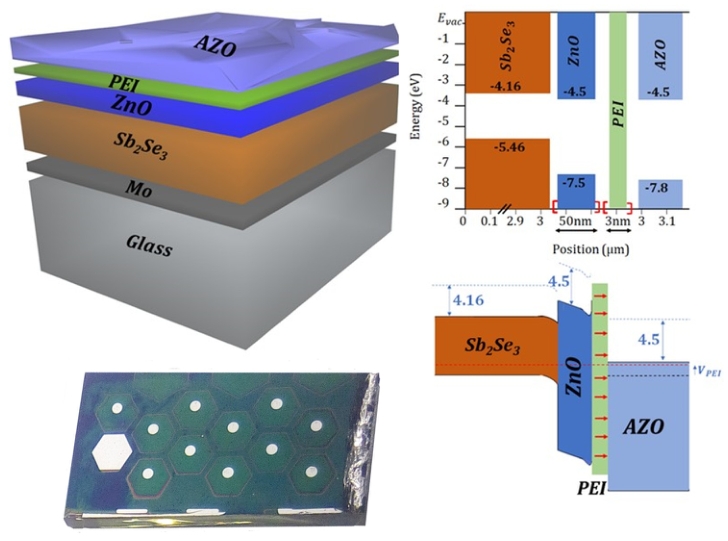 AZO
PEI
ZnO
Sb₂Se₃
Mo
Glass
Evac.
-1
-2
-3
-4
-5
-6
-7
-8
-9
Energy (eV)
Sb₂Se₃
ZnO
PEI
AZO
-4.16
-4.5
-4.5
-5.46
-7.5
-7.8
0 0.1 2.9 3 50nm 3nm 3 3.1
Position (μm)
4.16
4.5
4.5
Sb₂Se₃
ZnO
AZO
PEI
VPEI